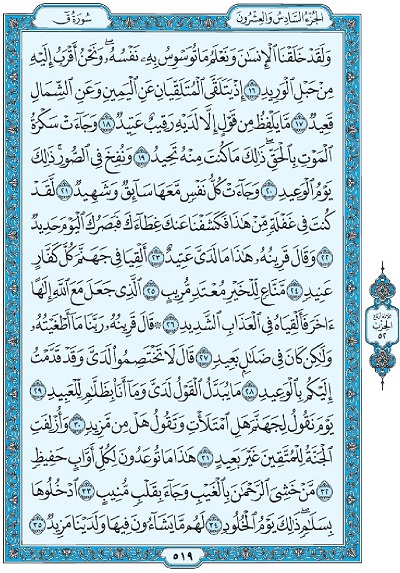 الجزء السادس والعشرون
سورة ق
وَلَقَدْ خَلَقْنَا ٱلْإِنسَٰنَ وَنَعْلَمُ مَا تُوَسْوِسُ بِهِۦ نَفْسُهُۥ ۖ وَنَحْنُ أَقْرَبُ إِلَيْهِ
مِنْ حَبْلِ ٱلْوَرِيدِ ١٦ إِذْ يَتَلَقَّى ٱلْمُتَلَقِّيَانِ عَنِ ٱلْيَمِينِ وَعَنِ ٱلشِّمَالِ
قَعِيدٌ ١٧ مَّا يَلْفِظُ مِن قَوْلٍ إِلَّا لَدَيْهِ رَقِيبٌ عَتِيدٌ ١٨ وَجَآءَتْ سَكْرَةُ
ٱلْمَوْتِ بِٱلْحَقِّ ۖ ذَٰلِكَ مَا كُنتَ مِنْهُ تَحِيدُ ١٩ وَنُفِخَ فِى ٱلصُّورِ ۚ ذَٰلِكَ
يَوْمُ ٱلْوَعِيدِ ٢٠ وَجَآءَتْ كُلُّ نَفْسٍ مَّعَهَا سَآئِقٌ وَشَهِيدٌ ٢١ لَّقَدْ
كُنتَ فِى غَفْلَةٍ مِّنْ هَٰذَا فَكَشَفْنَا عَنكَ غِطَآءَكَ فَبَصَرُكَ ٱلْيَوْمَ حَدِيدٌ
٢٢ وَقَالَ قَرِينُهُۥ هَٰذَا مَا لَدَىَّ عَتِيدٌ ٢٣ أَلْقِيَا فِى جَهَنَّمَ كُلَّ كَفَّارٍ
عَنِيدٍ ٢٤ مَّنَّاعٍ لِّلْخَيْرِ مُعْتَدٍ مُّرِيبٍ ٢٥ ٱلَّذِى جَعَلَ مَعَ ٱللَّهِ إِلَٰهًا
ءَاخَرَ فَأَلْقِيَاهُ فِى ٱلْعَذَابِ ٱلشَّدِيدِ ٢٦ ۞ قَالَ قَرِينُهُۥ رَبَّنَا مَآ أَطْغَيْتُهُۥ
وَلَٰكِن كَانَ فِى ضَلَٰلٍۭ بَعِيدٍ ٢٧ قَالَ لَا تَخْتَصِمُوا۟ لَدَىَّ وَقَدْ قَدَّمْتُ
إِلَيْكُم بِٱلْوَعِيدِ ٢٨ مَا يُبَدَّلُ ٱلْقَوْلُ لَدَىَّ وَمَآ أَنَا۠ بِظَلَّٰمٍ لِّلْعَبِيدِ ٢٩
يَوْمَ نَقُولُ لِجَهَنَّمَ هَلِ ٱمْتَلَأْتِ وَتَقُولُ هَلْ مِن مَّزِيدٍ ٣٠ وَأُزْلِفَتِ
ٱلْجَنَّةُ لِلْمُتَّقِينَ غَيْرَ بَعِيدٍ ٣١ هَٰذَا مَا تُوعَدُونَ لِكُلِّ أَوَّابٍ حَفِيظٍ
٣٢ مَّنْ خَشِىَ ٱلرَّحْمَٰنَ بِٱلْغَيْبِ وَجَآءَ بِقَلْبٍ مُّنِيبٍ ٣٣ ٱدْخُلُوهَا
بِسَلَٰمٍ ۖ ذَٰلِكَ يَوْمُ ٱلْخُلُودِ ٣٤ لَهُم مَّا يَشَآءُونَ فِيهَا وَلَدَيْنَا مَزِيدٌ ٣٥
٥١٩
الحزب
٥٢